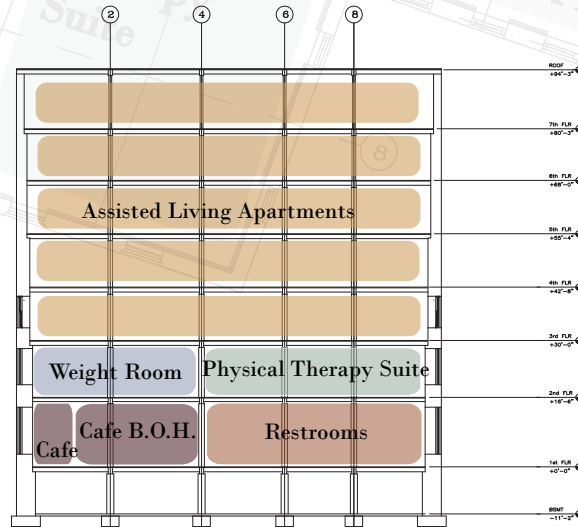 Suite
2
4
6
8
ROOF
+94'-3"
7th FLR
+80'-3"
8
6th FLR
+68'-0"
Assisted Living Apartments
5th FLR
+55'-4"
4th FLR
+42'-8"
3rd FLR
+30'-0"
Weight Room
Physical Therapy Suite
2nd FLR
+16'-6"
Cafe
Cafe B.O.H.
Restrooms
1st FLR
+0'-0"
BSMT
-11'-2"